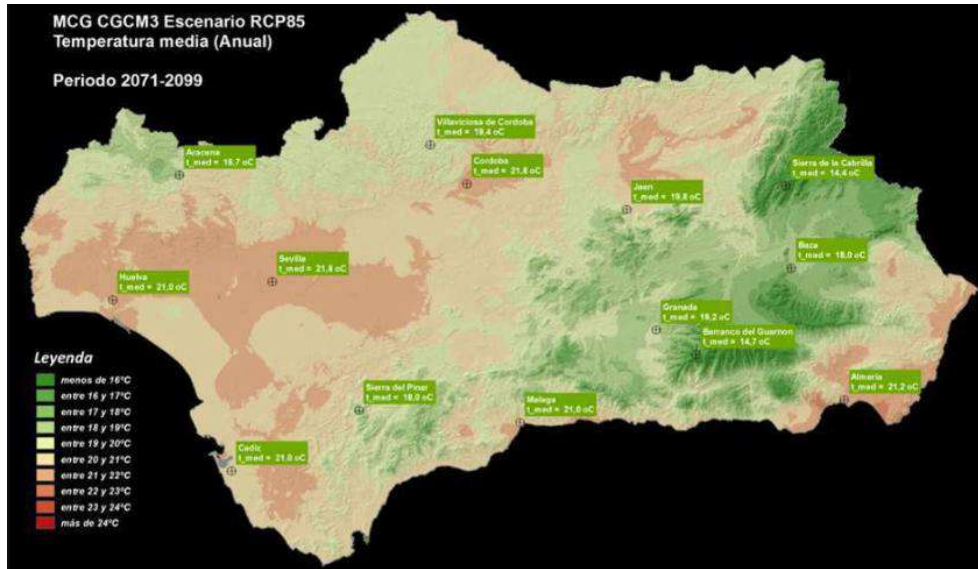 MCG CGCM3 Escenario RCP85
Temperatura media (Anual)
Periodo 2071-2099
Villaviciosa de Cordoba
t_med = 19,4 oC
Aracena
t_med = 18,7 oC
Cordoba
t_med = 21,8 oC
Sierra de la Cabrilla
t_med = 14,4 oC
Jaen
t_med = 19,8 oC
Baza
t_med = 18,0 oC
Sevilla
t_med = 21,8 oC
Huelva
t_med = 21,0 oC
Granada
t_med = 19,2 oC
Barranco del Guarnon
t_med = 14,7 oC
Almeria
t_med = 21,2 oC
Sierra del Pinar
t_med = 18,0 oC
Malaga
t_med = 21,0 oC
Cadiz
t_med = 21,0 oC
Leyenda
menos de 16ºC
entre 16 y 17ºC
entre 17 y 18ºC
entre 18 y 19ºC
entre 19 y 20ºC
entre 20 y 21ºC
entre 21 y 22ºC
entre 22 y 23ºC
entre 23 y 24ºC
más de 24ºC